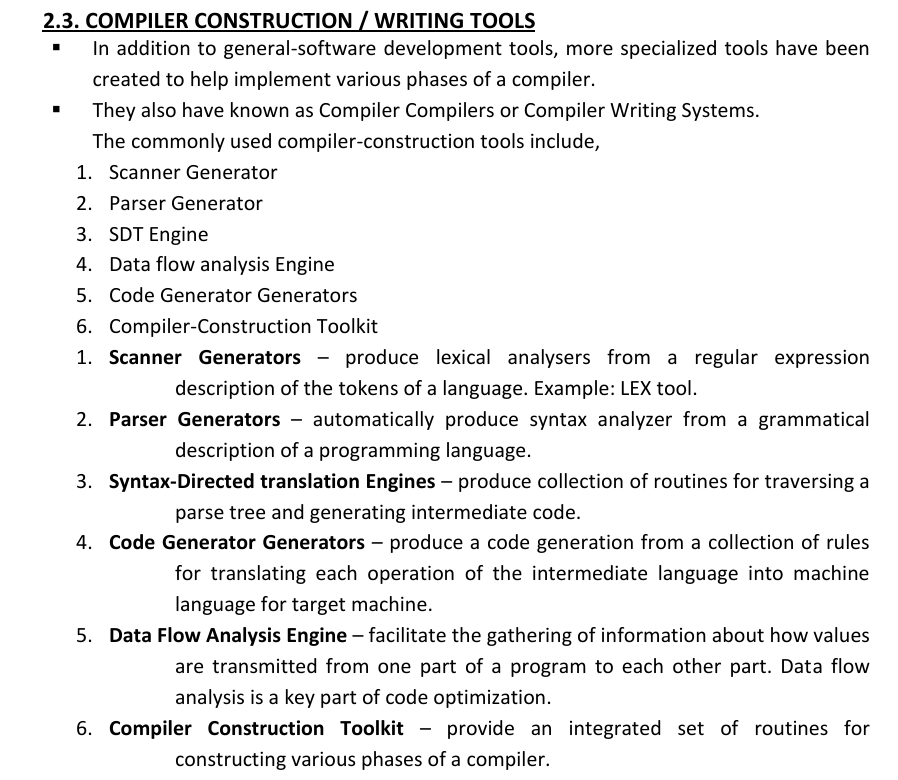 2.3. COMPILER CONSTRUCTION / WRITING TOOLS
▪ In addition to general-software development tools, more specialized tools have been
created to help implement various phases of a compiler.
▪ They also have known as Compiler Compilers or Compiler Writing Systems.
The commonly used compiler-construction tools include,
1. Scanner Generator
2. Parser Generator
3. SDT Engine
4. Data flow analysis Engine
5. Code Generator Generators
6. Compiler-Construction Toolkit
1. Scanner Generators – produce lexical analysers from a regular expression
description of the tokens of a language. Example: LEX tool.
2. Parser Generators – automatically produce syntax analyzer from a grammatical
description of a programming language.
3. Syntax-Directed translation Engines – produce collection of routines for traversing a
parse tree and generating intermediate code.
4. Code Generator Generators – produce a code generation from a collection of rules
for translating each operation of the intermediate language into machine
language for target machine.
5. Data Flow Analysis Engine – facilitate the gathering of information about how values
are transmitted from one part of a program to each other part. Data flow
analysis is a key part of code optimization.
6. Compiler Construction Toolkit – provide an integrated set of routines for
constructing various phases of a compiler.